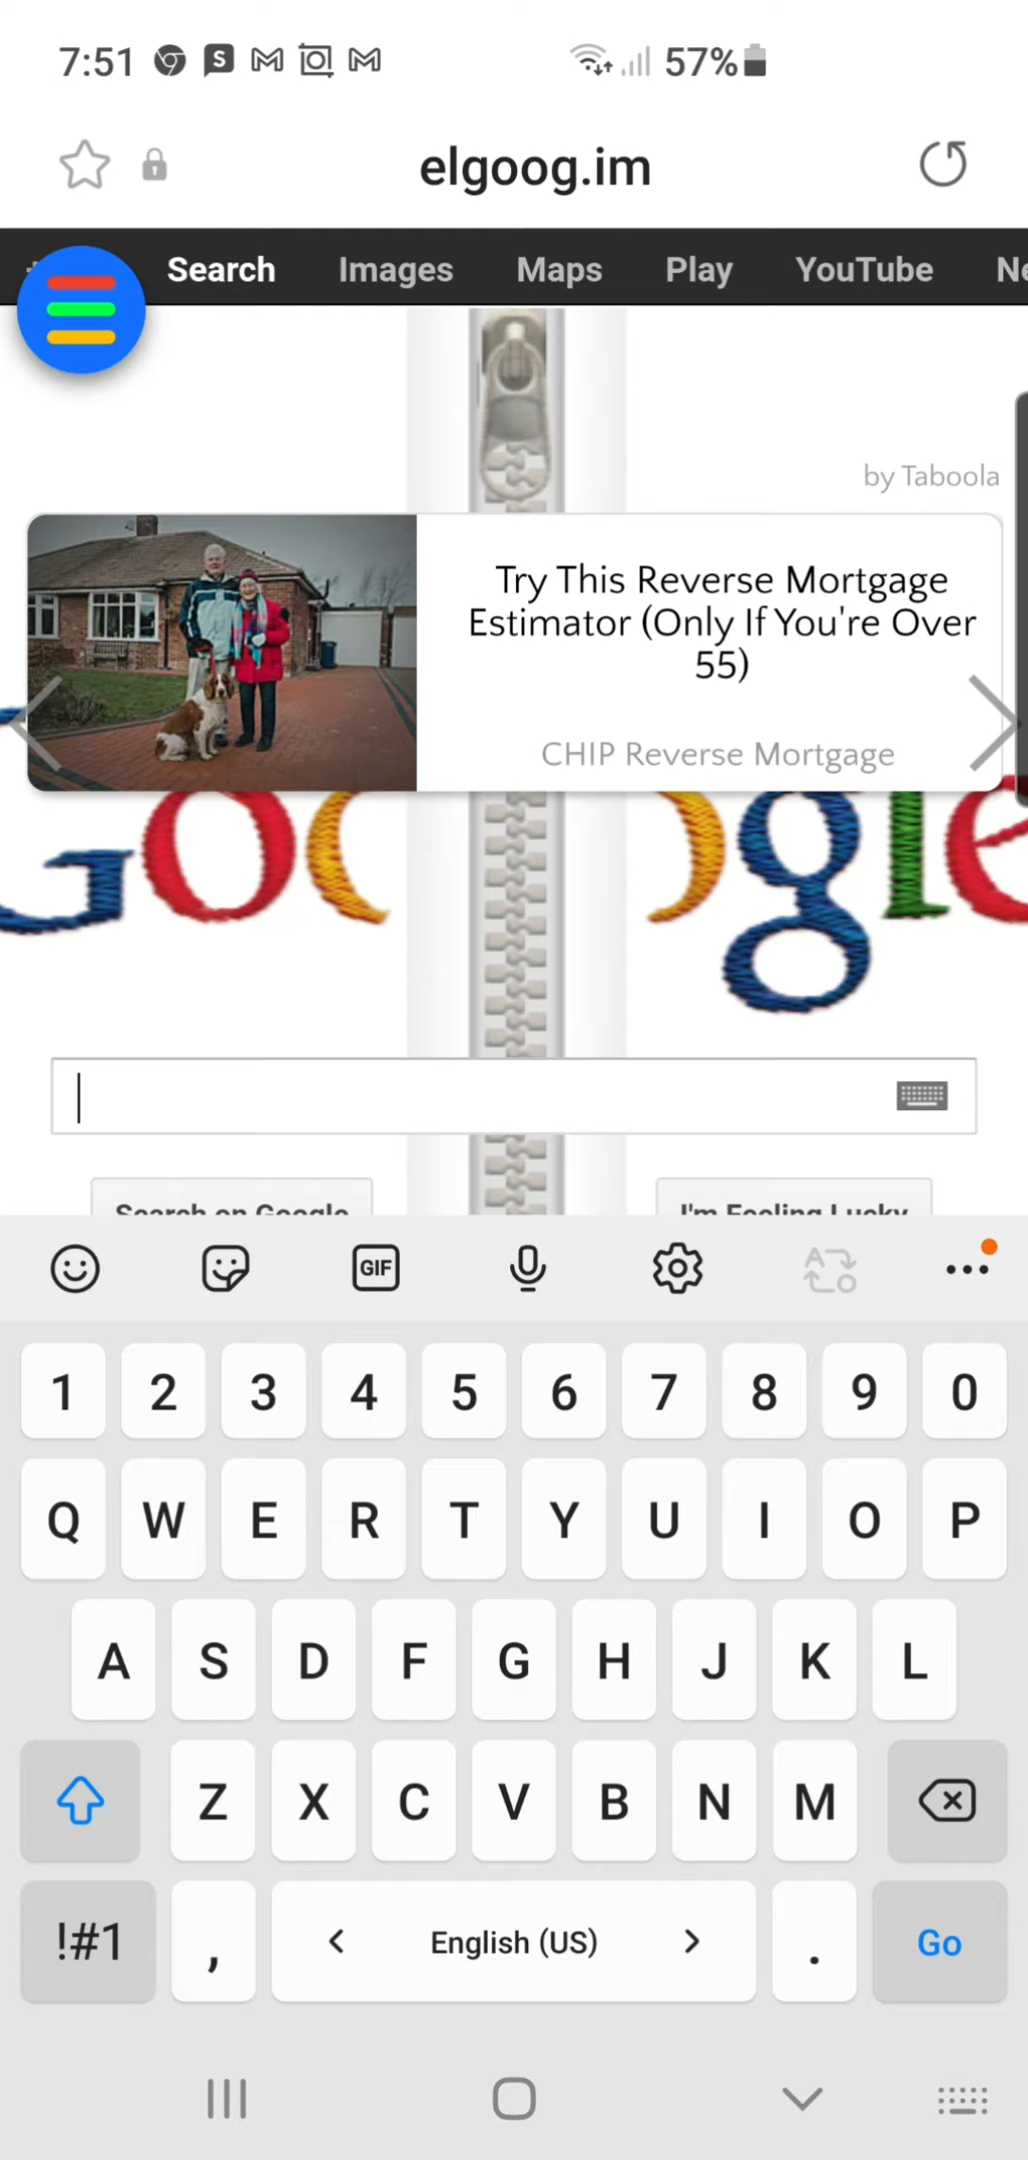 7:51
57%
elgoog.im
Search Images Maps Play YouTube Ne
by Taboola
Try This Reverse Mortgage
Estimator (Only If You're Over
55)
CHIP Reverse Mortgage
Google
Search on Google I'm Feeling Lucky
GIF
1 2 3 4 5 6 7 8 9 0
Q W E R T Y U I O P
A S D F G H J K L
Z X C V B N M
!#1 , < English (US) > . Go